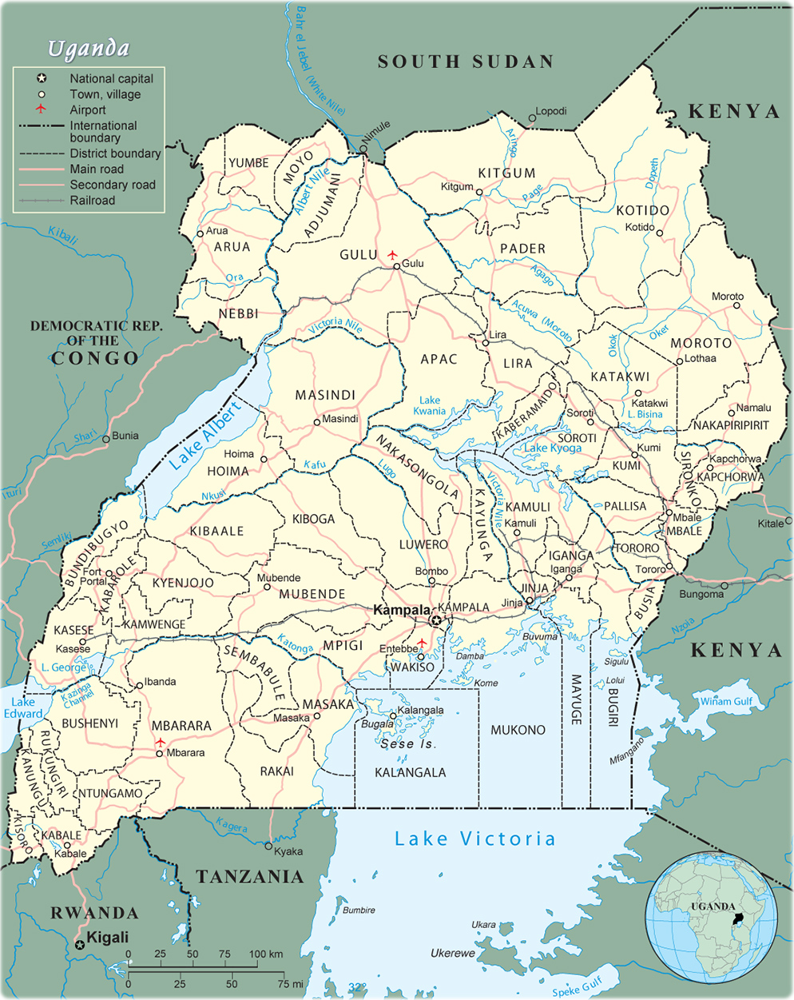 Uganda
National capital
Town, village
Airport
International
boundary
District boundary
Main road
Secondary road
Railroad
Bahr el Jebel (White Nile)
SOUTH SUDAN
KENYA
Lopodi
Nimule
YUMBE
MOYO
Albert Nile
ADJUMANI
Aringo
KITGUM
Kitgum
Page
Dopeth
KOTIDO
Kotido
Kibali
Arua
ARUA
GULU
Gulu
PADER
Agago
Ora
NEBBI
Moroto
DEMOCRATIC REP.
OF THE
CONGO
Victoria Nile
Acuwa (Moroto
Okok
Oket
MOROTO
Lira
LIRA
APAC
Lothaa
KATAKWI
Katakwi
MASINDI
Masindi
Lake
Kwania
KABERAMAIDO
Soroti
SOROTI
L. Bisina
Namalu
NAKAPIRIPIRIT
Lake Albert
Shari
Bunia
Hoima
HOIMA
Kafu
NAKASONGOLA
Lugo
Lake Kyoga
Kumi
KUMI
SIRONKO
Kapchorwa
KAPCHORWA
Ituri
Nkusi
KIBOGA
KAYUNGA
Victoria Nile
KAMULI
Kamuli
PALLISA
Mbale
MBALE
Kitale
Semliki
BUNDIBUGYO
KIBAALE
LUWERO
IGANGA
Iganga
TORORO
Tororo
Fort
Portal
KABAROLE
KYENJOJO
Mubende
MUBENDE
Bombo
JINJA
Jinja
BUSIA
Bungoma
KASESE
Kasese
KAMWENGE
Kampala
KAMPALA
Nzoia
KENYA
Katonga
MPIGI
Entebbe
WAKISO
Buvuma
Damba
Sigulu
L. George
SEMBABULE
Kome
Lolui
Kazinga
Channel
Ibanda
Lake
Edward
MASAKA
Masaka
Kalangala
Bugala
MAYUGE
BUGIRI
Winam Gulf
BUSHENYI
MBARARA
Mbarara
Sese Is.
MUKONO
Mfangano
RUKUNGIRI
KANUNGU
NTUNGAMO
RAKAI
KALANGALA
KISORO
KABALE
Kabale
Kagera
Kyaka
Lake Victoria
TANZANIA
RWANDA
Kigali
Bumbire
Ukara
Ukerewe
UGANDA
0 25 50 75 100 km
0 25 50 75 mi
32°
Speke Gulf